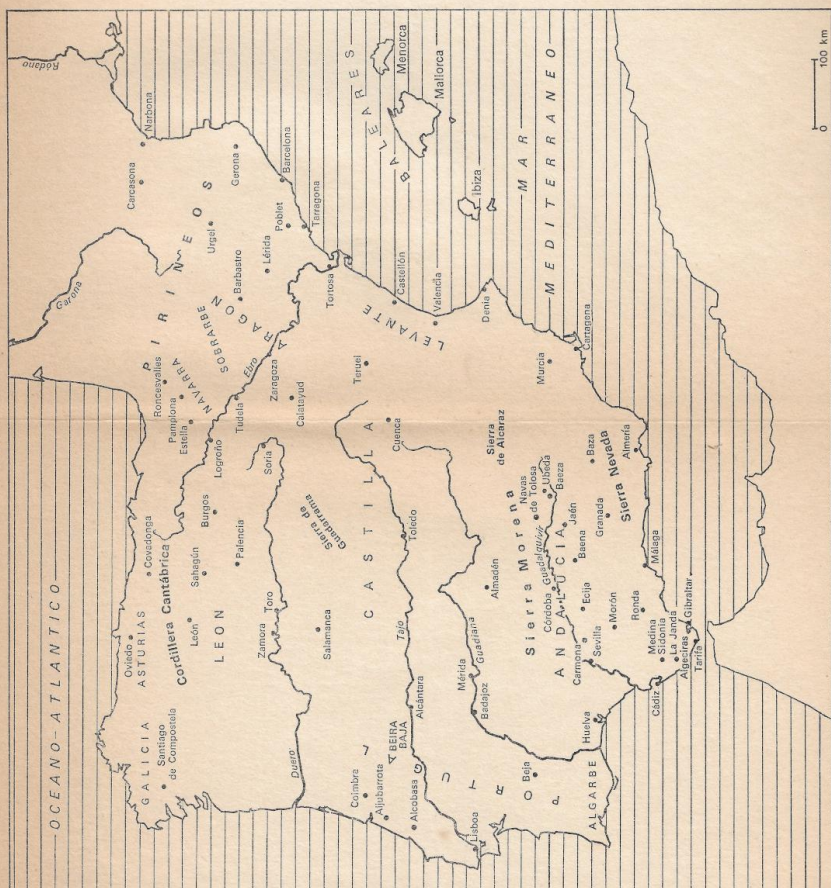 OCEANO-ATLANTICO
Ródano
Garona
Carcasona
Narbona
PIRINEOS
Roncesvalles
Pamplona
NAVARRA
Estella
SOBRARBE
ARAGON
Urgel
Gerona
Barbastro
Lérida
Poblet
Barcelona
Tarragona
Tortosa
Ebro
Logroño
Tudela
Zaragoza
Calatayud
Soria
Oviedo
ASTURIAS
Covadonga
Cordillera Cantábrica
GALICIA
Santiago
de Compostela
León
Sahagún
Burgos
LEON
Palencia
Zamora
Toro
Duero
Salamanca
Sierra de
Guadarrama
CASTILLA
Teruel
Cuenca
LEVANTE
Castellón
Valencia
Denia
BALEARES
Menorca
Mallorca
Ibiza
MAR
MEDITERRANEO
Coimbra
Aljubarrota
Alcobasa
BEIRA
BAJA
PORTUGAL
Alcántara
Tajo
Toledo
Lisboa
Badajoz
Mérida
Guadiana
Almadén
Sierra
de Alcaraz
Sierra Morena
Beja
ALGARBE
Huelva
ANDALUCIA
Córdoba
Guadalquivir
Navas
de Tolosa
Ubeda
Baeza
Jaén
Baena
Carmona
Ecija
Sevilla
Morón
Granada
Baza
Sierra Nevada
Almería
Murcia
Cartagena
Ronda
Málaga
Medina
Sidonia
Cádiz
La Janda
Algeciras
Gibraltar
Tarifa
0 100 km